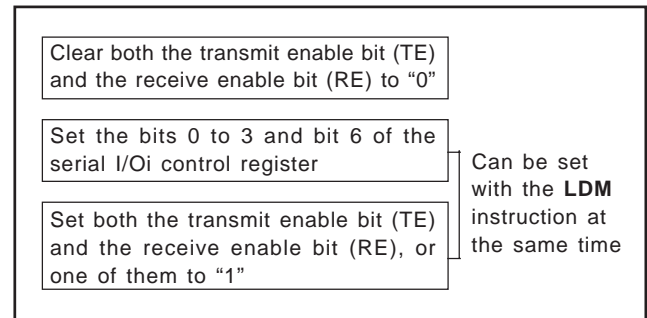 Clear both the transmit enable bit (TE)
and the receive enable bit (RE) to “0”
Set the bits 0 to 3 and bit 6 of the
serial I/Oi control register
Set both the transmit enable bit (TE)
and the receive enable bit (RE), or
one of them to “1”
Can be set
with the LDM
instruction at
the same time